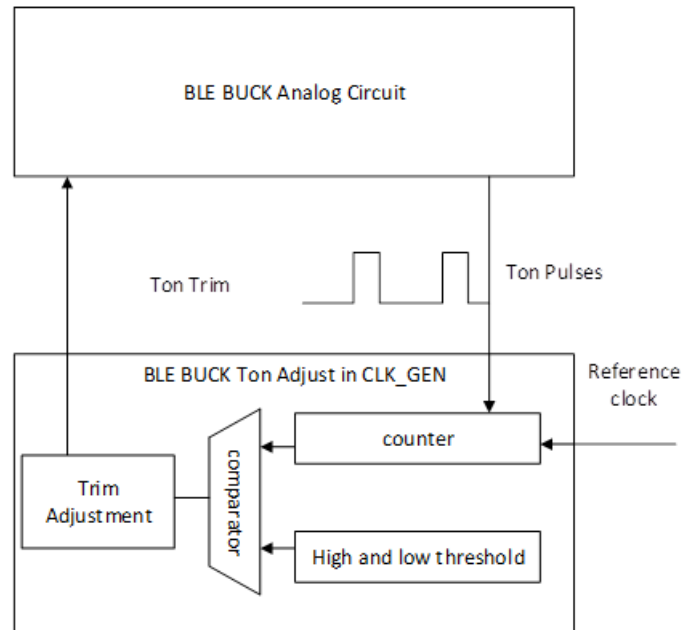 BLE BUCK Analog Circuit
Ton Trim
Ton Pulses
BLE BUCK Ton Adjust in CLK_GEN
Reference
clock
counter
comparator
Trim
Adjustment
High and low threshold